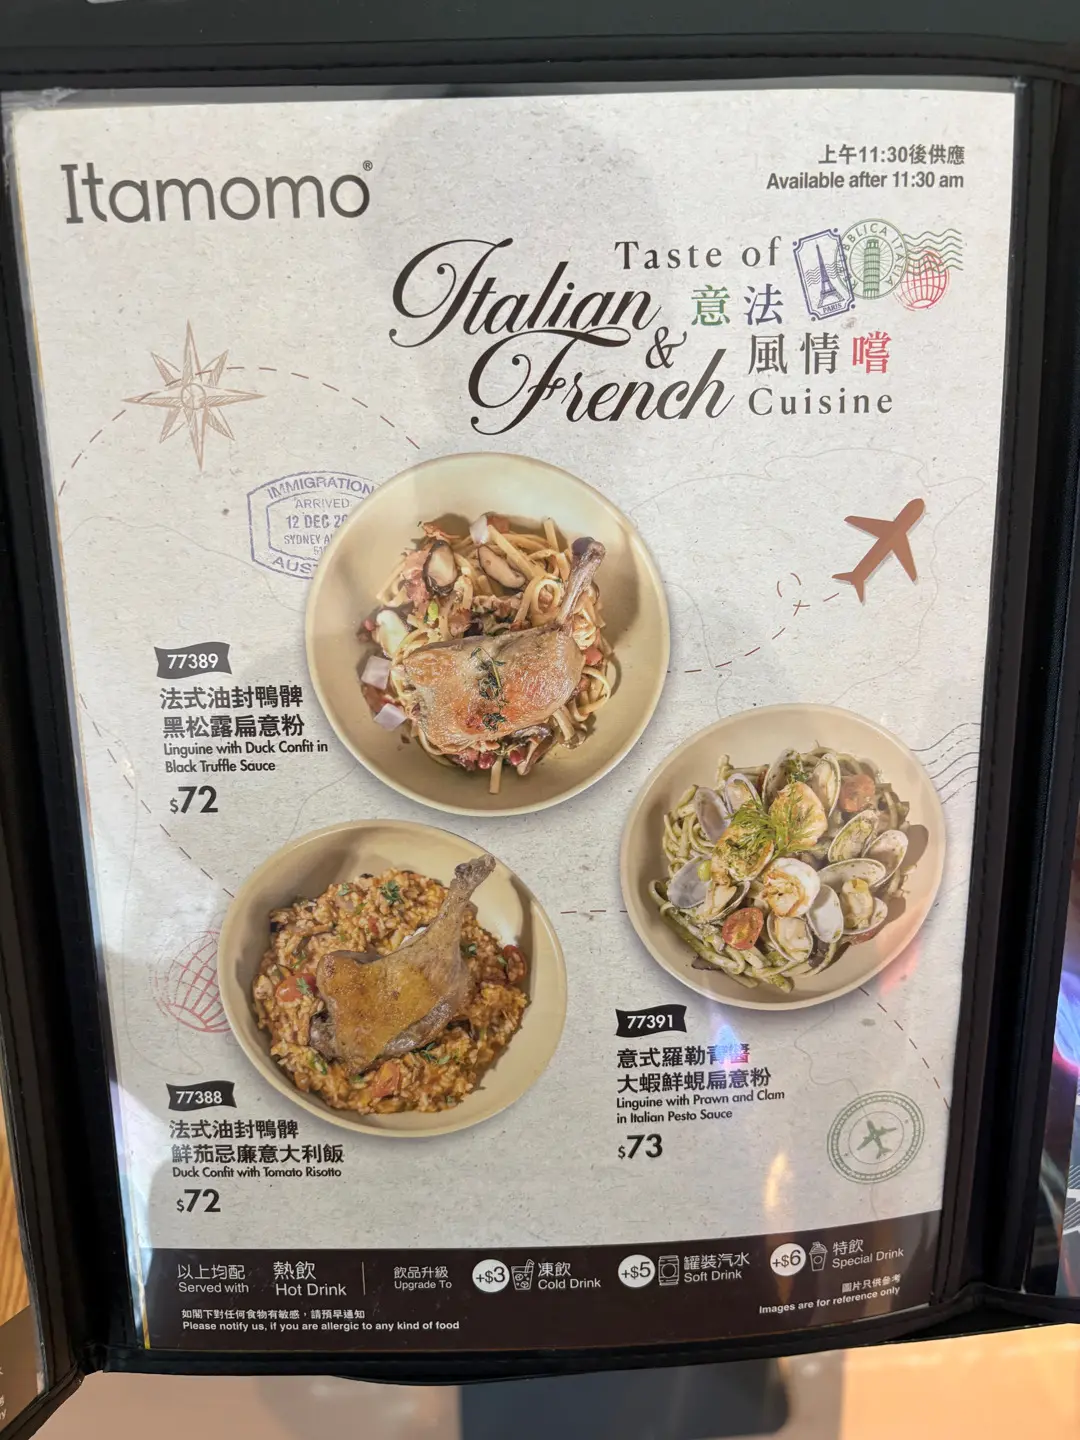 Itamomo®
上午11:30後供應
Available after 11:30 am
Taste of
Italian
意法
&
風情嚐
French
Cuisine
PARIS
IMMIGRATION
ARRIVED
12 DEC
SYDNEY
77389
法式油封鴨髀
黑松露扁意粉
Linguine with Duck Confit in
Black Truffle Sauce
$72
77391
意式羅勒青醬
大蝦鮮蜆扁意粉
Linguine with Prawn and Clam
in Italian Pesto Sauce
$73
77388
法式油封鴨髀
鮮茄忌廉意大利飯
Duck Confit with Tomato Risotto
$72
以上均配 熱飲
Served with Hot Drink
飲品升級
Upgrade To
+$3 凍飲
Cold Drink
+$5 罐裝汽水
Soft Drink
+$6 特飲
Special Drink
如閣下對任何食物有敏感，請預早通知
Please notify us, if you are allergic to any kind of food
圖片只供參考
Images are for reference only